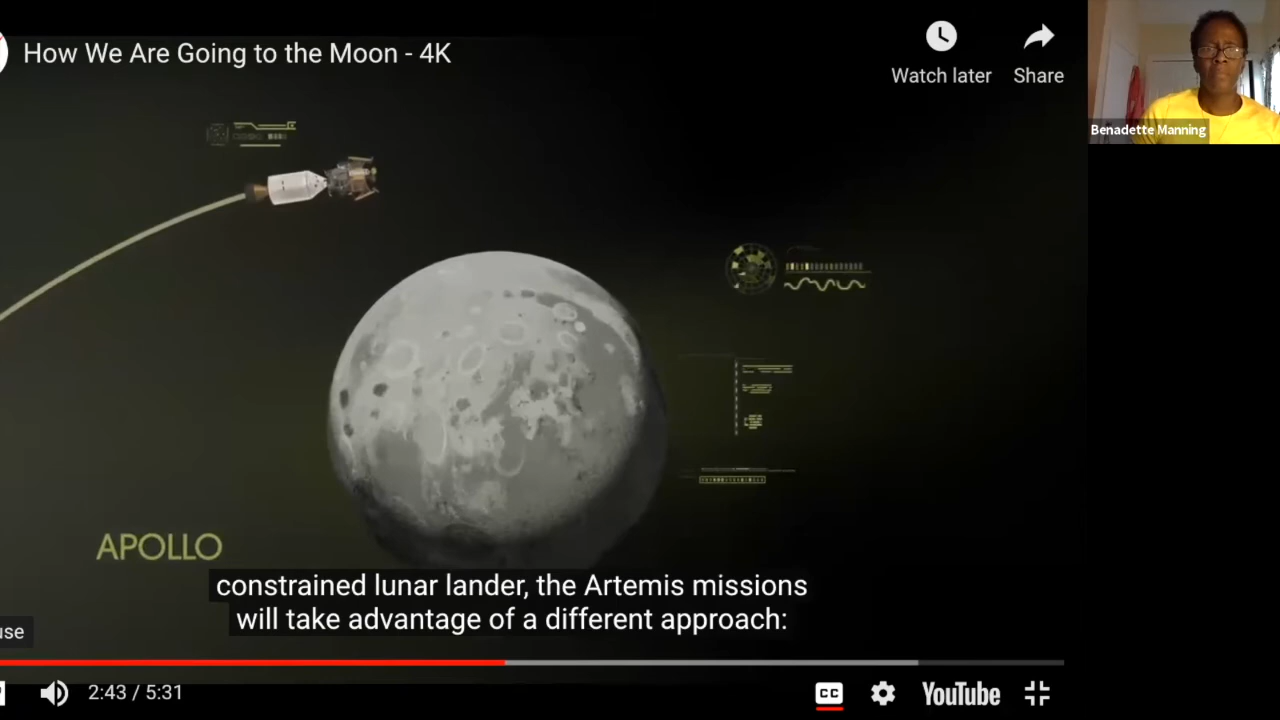 How We Are Going to the Moon - 4K
Watch later
Share
Benadette Manning
APOLLO
constrained lunar lander, the Artemis missions
will take advantage of a different approach:
use
2:43 / 5:31
CC
YouTube